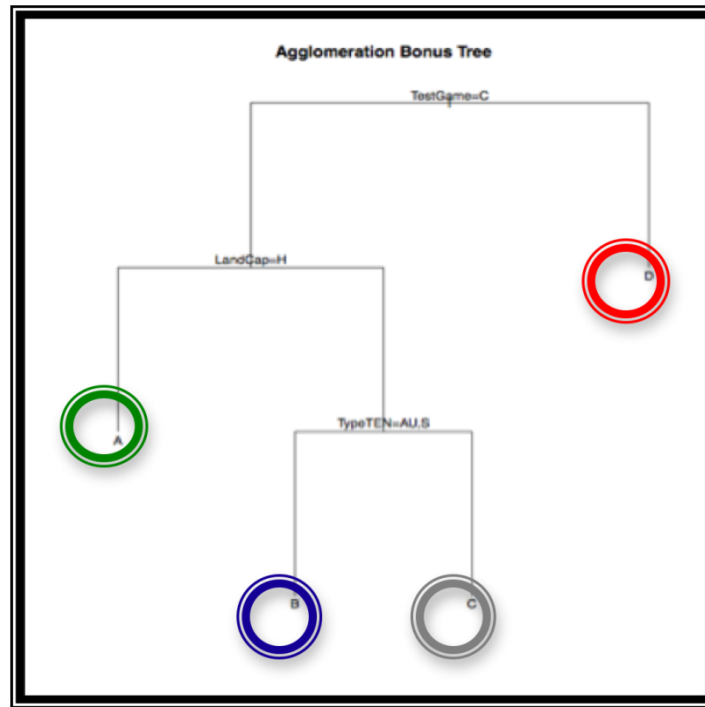 Agglomeration Bonus Tree
TestGame=C
LandCap=H
D
A
TypeTEN=AU,S
B
C